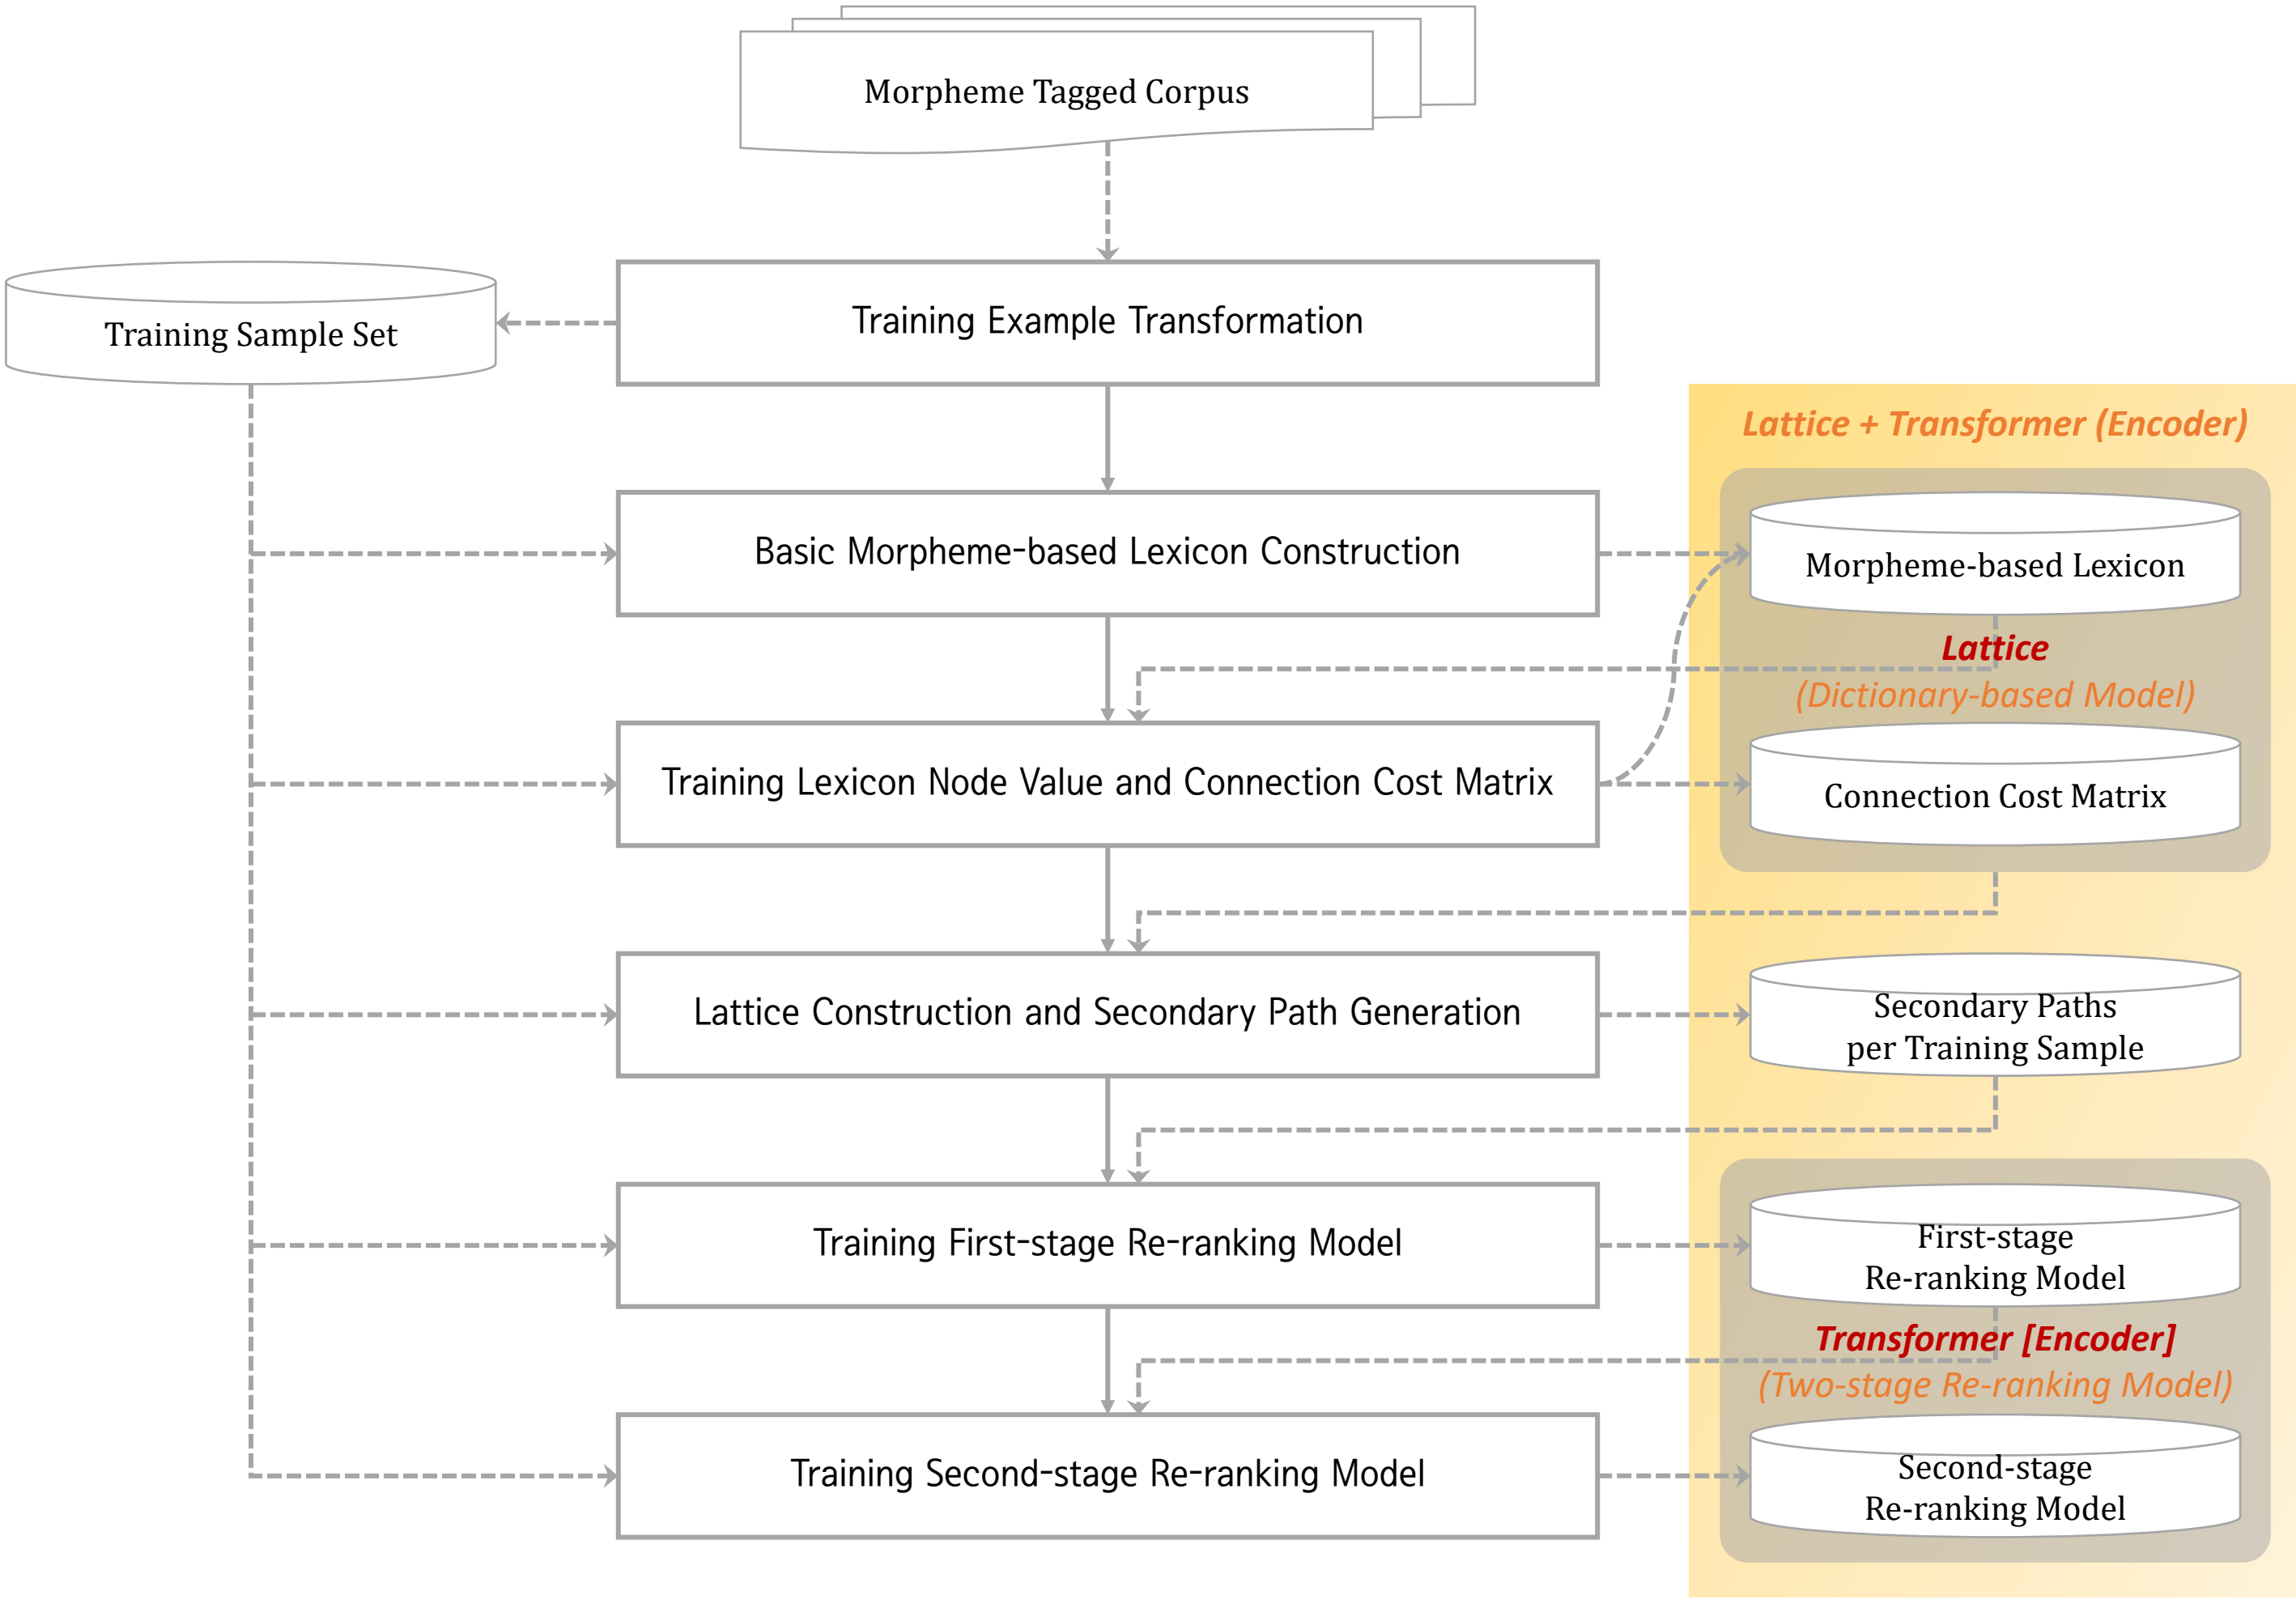 Morpheme Tagged Corpus
Training Example Transformation
Training Sample Set
Lattice + Transformer (Encoder)
Basic Morpheme-based Lexicon Construction
Morpheme-based Lexicon
Lattice
(Dictionary-based Model)
Training Lexicon Node Value and Connection Cost Matrix
Connection Cost Matrix
Lattice Construction and Secondary Path Generation
Secondary Paths
per Training Sample
Training First-stage Re-ranking Model
First-stage
Re-ranking Model
Transformer [Encoder]
(Two-stage Re-ranking Model)
Training Second-stage Re-ranking Model
Second-stage
Re-ranking Model